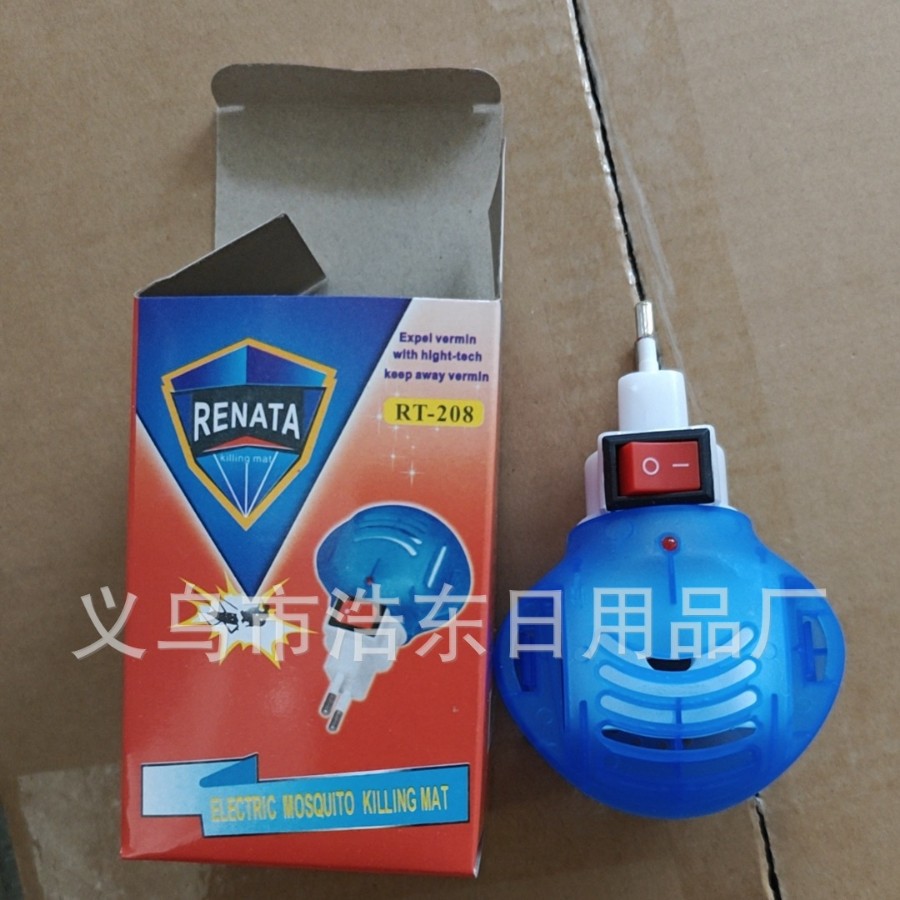 Expel vermin
with hight-tech
keep away vermin
RT-208
RENATA
killing mat
义乌市浩东日用品厂
ELECTRIC MOSQUITO KILLING MAT